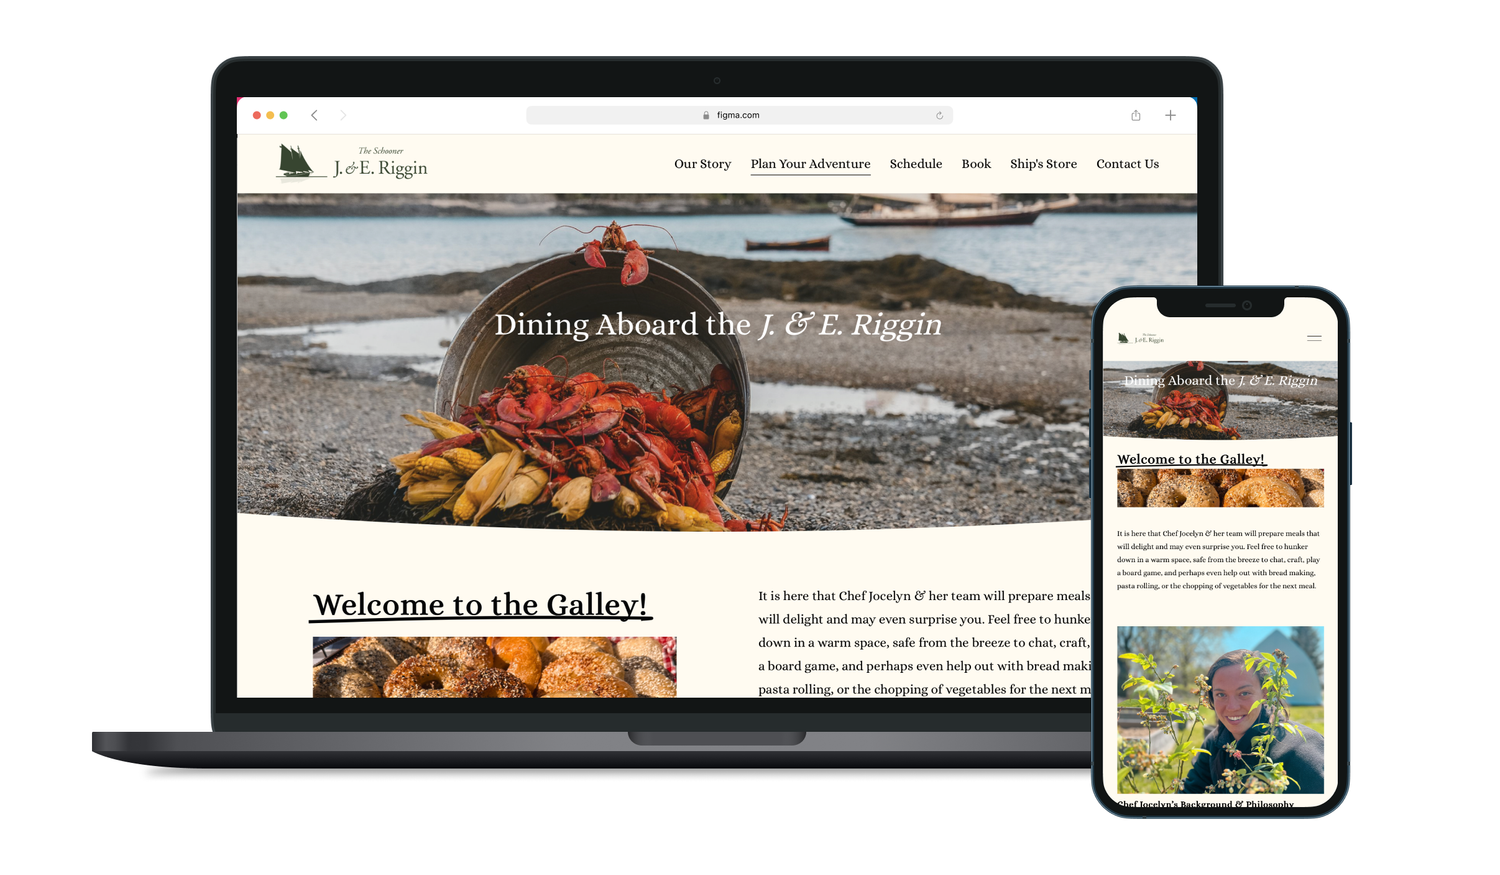 figma.com
The Schooner
J. & E. Riggin
Our Story
Plan Your Adventure
Schedule
Book
Ship's Store
Contact Us
Dining Aboard the J. & E. Riggin
Welcome to the Galley!
It is here that Chef Jocelyn & her team will prepare meals
will delight and may even surprise you. Feel free to hunke
down in a warm space, safe from the breeze to chat, craft,
a board game, and perhaps even help out with bread maki
pasta rolling, or the chopping of vegetables for the next m
The Schooner
J. & E. Riggin
Dining Aboard the J. & E. Riggin
Welcome to the Galley!
It is here that Chef Jocelyn & her team will prepare meals that
will delight and may even surprise you. Feel free to hunker
down in a warm space, safe from the breeze to chat, craft, play
a board game, and perhaps even help out with bread making,
pasta rolling, or the chopping of vegetables for the next meal.
Chef Jocelyn's Background & Philosophy